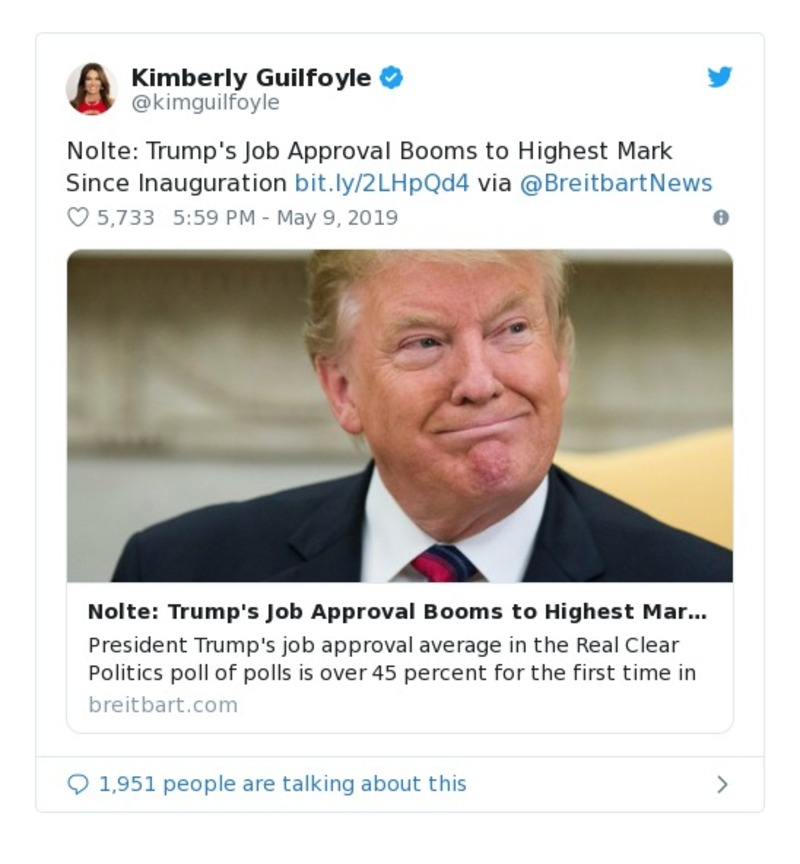 Kimberly Guilfoyle
@kimguilfoyle
Nolte: Trump's Job Approval Booms to Highest Mark
Since Inauguration bit.ly/2LHpQd4 via @BreitbartNews
5,733 5:59 PM - May 9, 2019
Nolte: Trump's Job Approval Booms to Highest Mar...
President Trump's job approval average in the Real Clear
Politics poll of polls is over 45 percent for the first time in
breitbart.com
1,951 people are talking about this